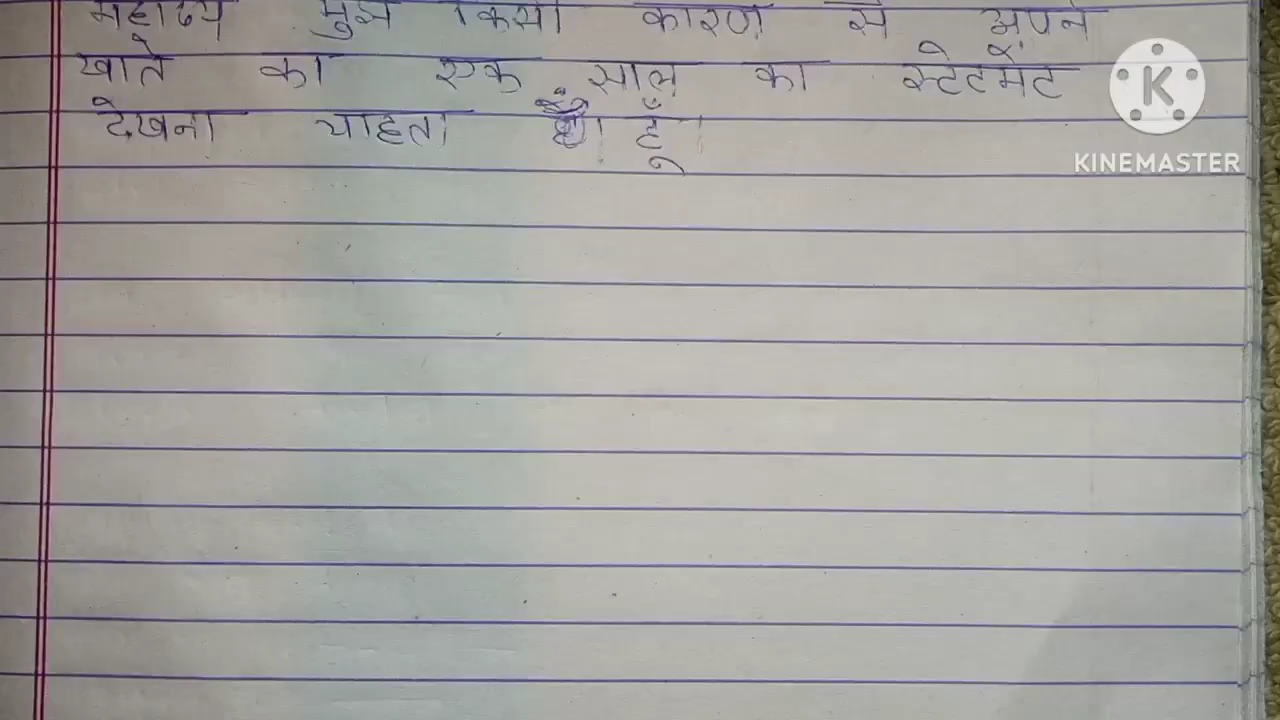 महोदय मुझे किसी कारण से अपने
खाते का एक साल का स्टेटमेंट
देखना चाहता हूँ।
K
KINEMASTER